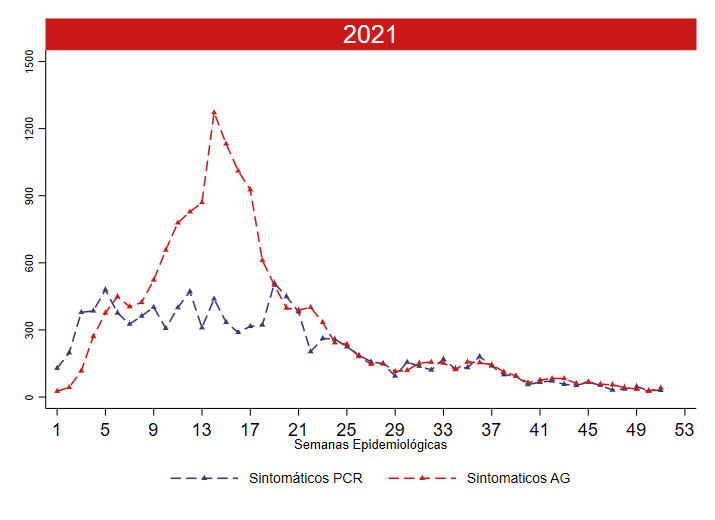 2021
1500
1200
900
600
300
0
1 5 9 13 17 21 25 29 33 37 41 45 49 53
Semanas Epidemiológicas
Sintomáticos PCR Sintomaticos AG